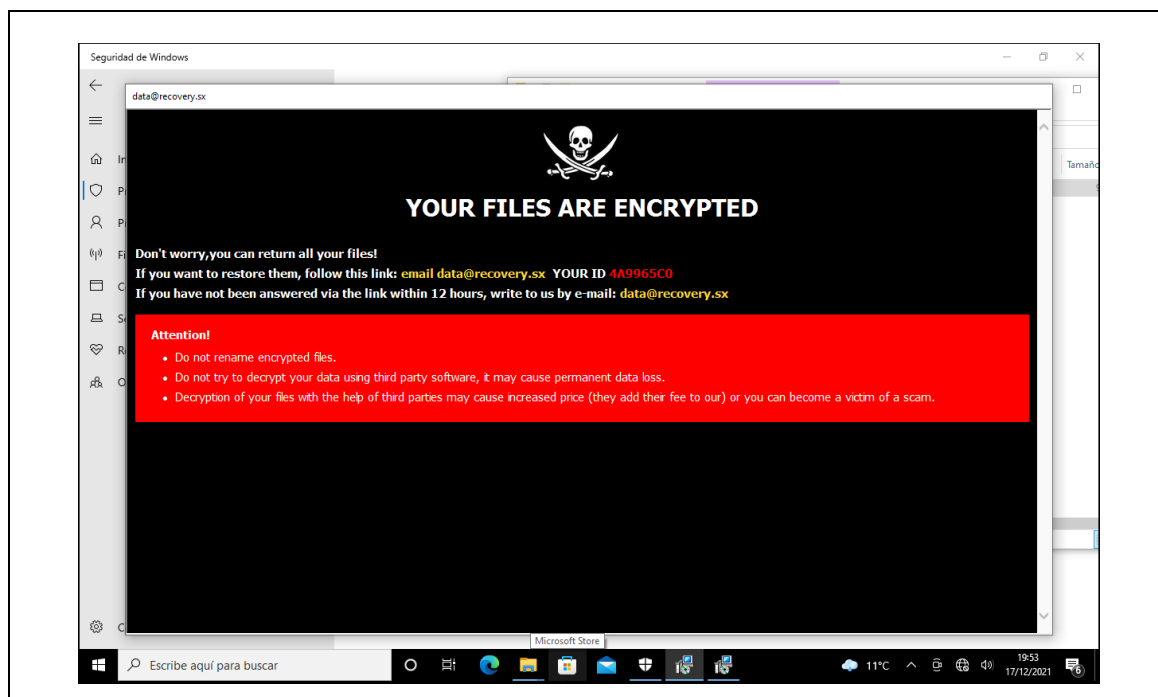 Seguridad de Windows
data@recovery.sx
Tamaño
YOUR FILES ARE ENCRYPTED
Don't worry,you can return all your files!
If you want to restore them, follow this link: email data@recovery.sx YOUR ID 4A9965C0
If you have not been answered via the link within 12 hours, write to us by e-mail: data@recovery.sx
Attention!
• Do not rename encrypted files.
• Do not try to decrypt your data using third party software, it may cause permanent data loss.
• Decryption of your files with the help of third parties may cause increased price (they add their fee to our) or you can become a victim of a scam.
Microsoft Store
Escribe aquí para buscar
11°C
19:53
17/12/2021
6